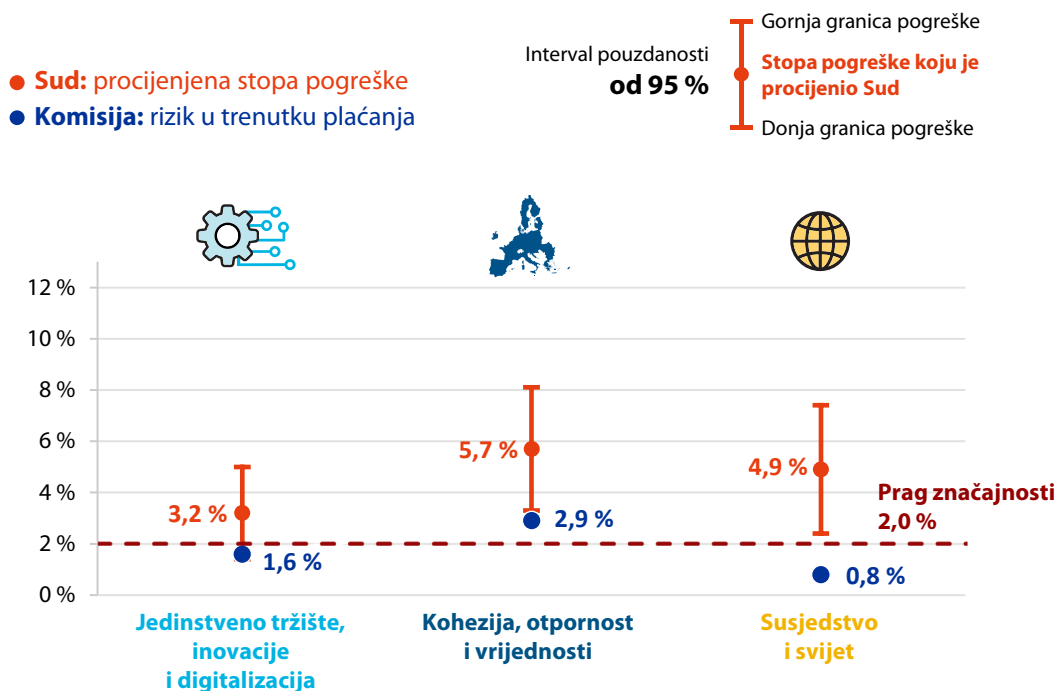 Sud: procijenjena stopa pogreške
Komisija: rizik u trenutku plaćanja
Interval pouzdanosti
od 95 %
Gornja granica pogreške
Stopa pogreške koju je
procijenio Sud
Donja granica pogreške
12 %
10 %
8 %
6 %
4 %
2 %
0 %
3,2 %
1,6 %
5,7 %
2,9 %
4,9 %
0,8 %
Prag značajnosti
2,0 %
Jedinstveno tržište,
inovacije
i digitalizacija
Kohezija, otpornost
i vrijednosti
Susjedstvo
i svijet